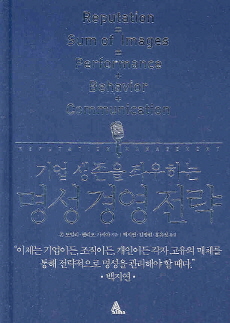 Reputation
=
Sum of Images
=
Performance
+
Behavior
+
Communication
기업 생존을 좌우하는
명성경영전략
"이제는 기업이든, 조직이든, 개인이든 각자 고유의 매체를
통해 전략적으로 명성을 관리해야 할 때다."
- 백지연